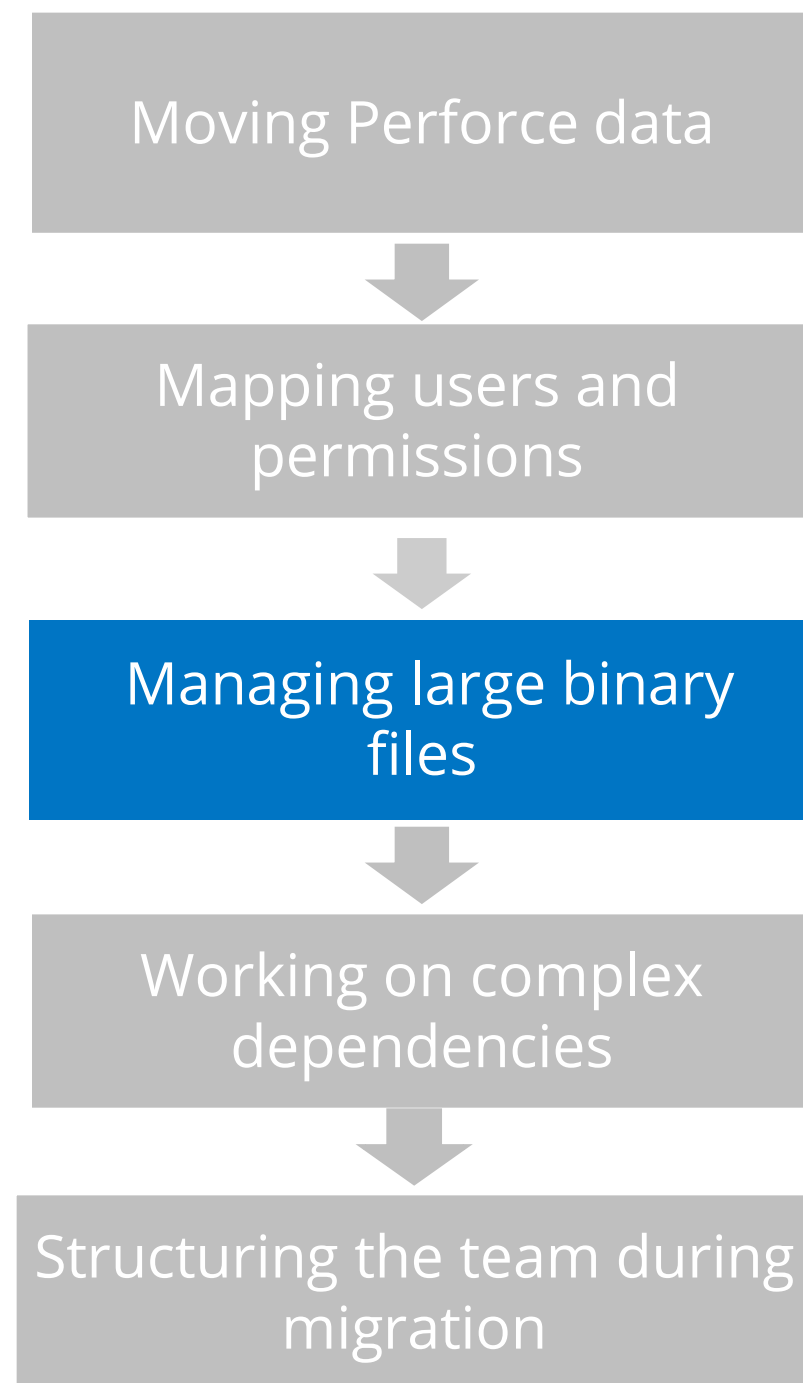 Moving Perforce data
Mapping users and
permissions
Managing large binary
files
Working on complex
dependencies
Structuring the team during
migration